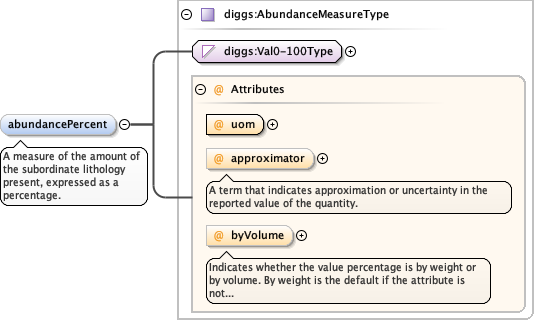 diggs:AbundanceMeasureType
diggs:Val0-100Type
@ Attributes
abundancePercent
A measure of the amount of
the subordinate lithology
present, expressed as a
percentage.
@ uom
@ approximator
A term that indicates approximation or uncertainty in the
reported value of the quantity.
@ byVolume
Indicates whether the value percentage is by weight or
by volume. By weight is the default if the attribute is
not...